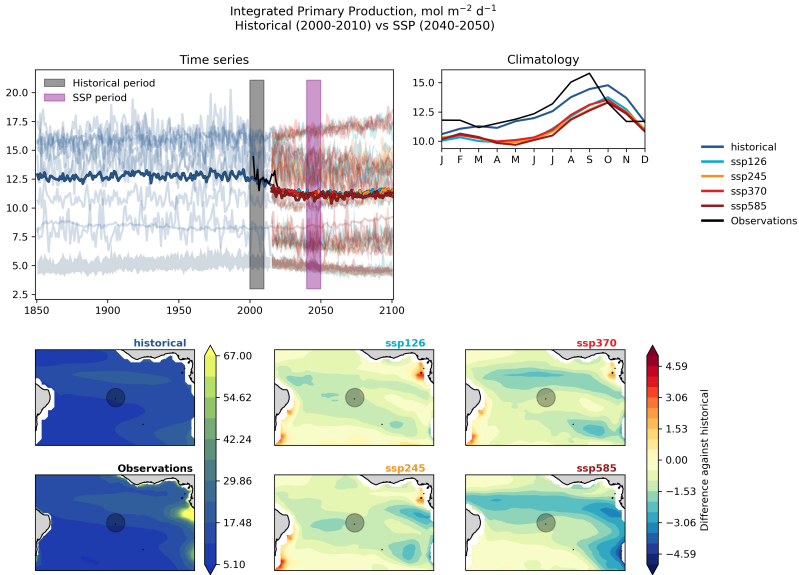 Integrated Primary Production, mol m⁻² d⁻¹
Historical (2000-2010) vs SSP (2040-2050)
Time series
Climatology
Historical period
SSP period
20.0
17.5
15.0
12.5
10.0
7.5
5.0
2.5
1850
1900
1950
2000
2050
2100
15.0
12.5
10.0
J F M A M J J A S O N D
historical
ssp126
ssp245
ssp370
ssp585
Observations
historical
ssp126
ssp370
67.00
54.62
42.24
29.86
17.48
5.10
Observations
ssp245
ssp585
4.59
3.06
1.53
0.00
−1.53
−3.06
−4.59
Difference against historical